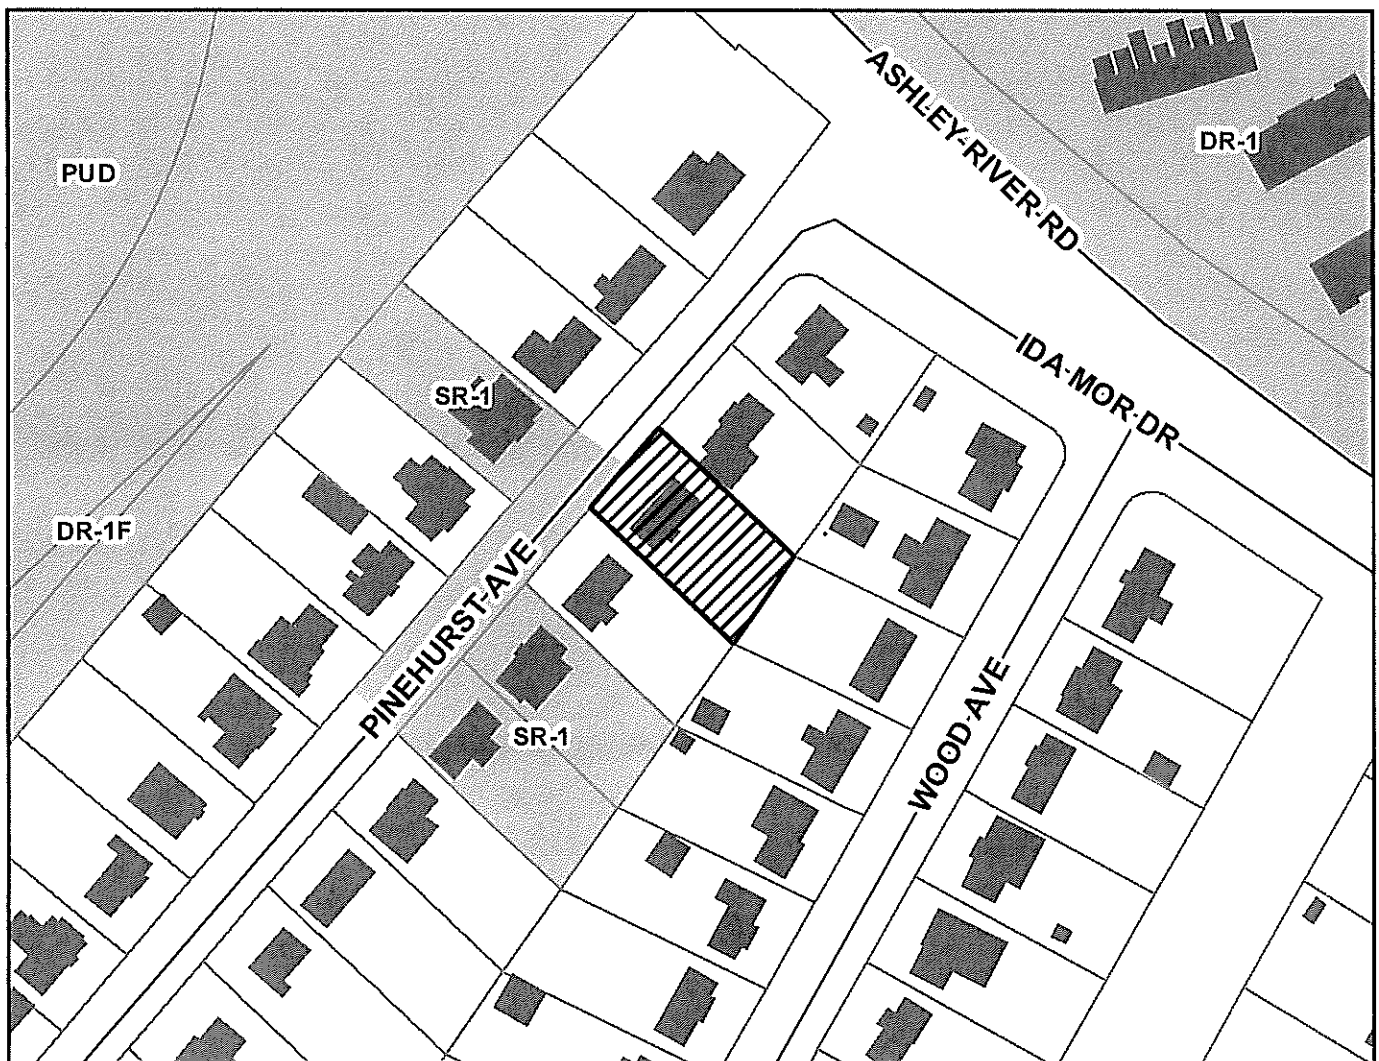 ASHLEY RIVER RD
DR-1
PUD
IDA MOR DR
SR-1
DR-1F
PINEHURST AVE
SR-1
WOOD AVE